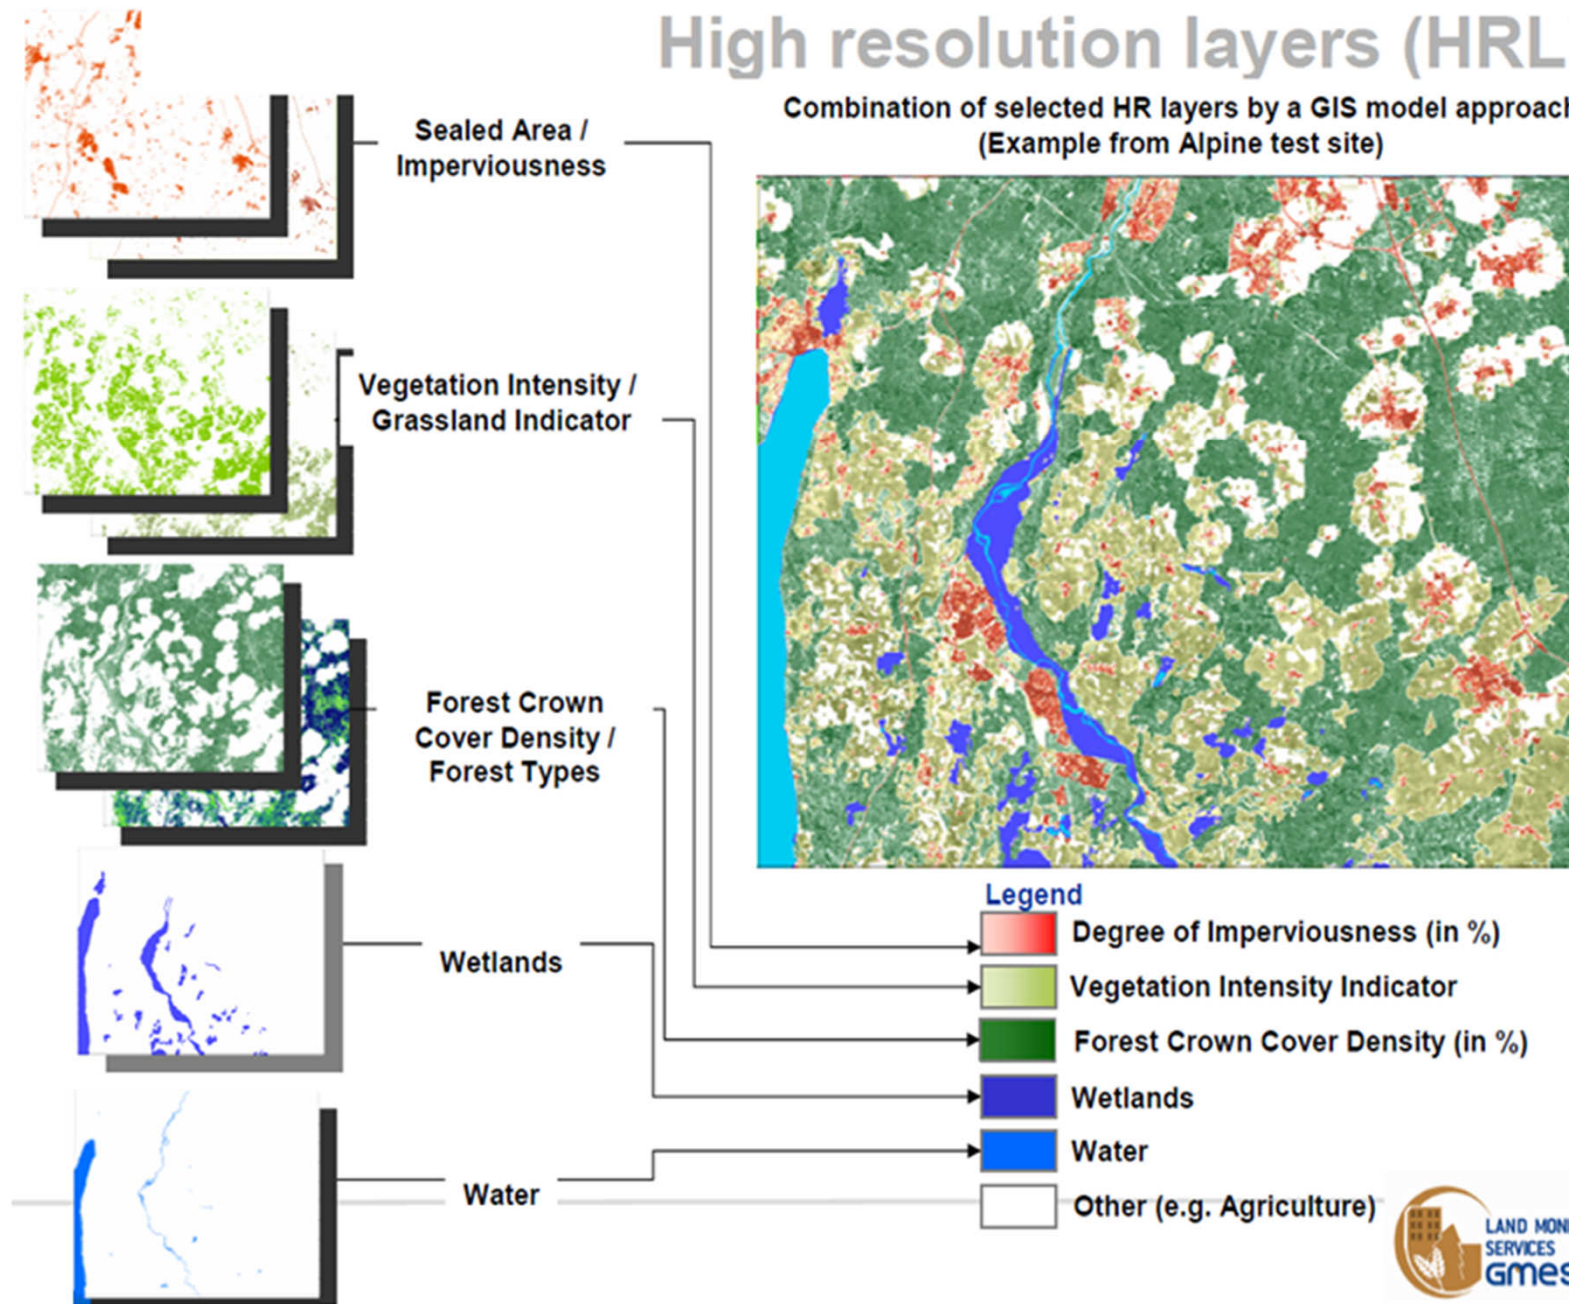 High resolution layers (HRL
Combination of selected HR layers by a GIS model approach
(Example from Alpine test site)
Sealed Area /
Imperviousness
Vegetation Intensity /
Grassland Indicator
Forest Crown
Cover Density /
Forest Types
Wetlands
Water
Legend
Degree of Imperviousness (in %)
Vegetation Intensity Indicator
Forest Crown Cover Density (in %)
Wetlands
Water
Other (e.g. Agriculture)
LAND MON
SERVICES
Gmes